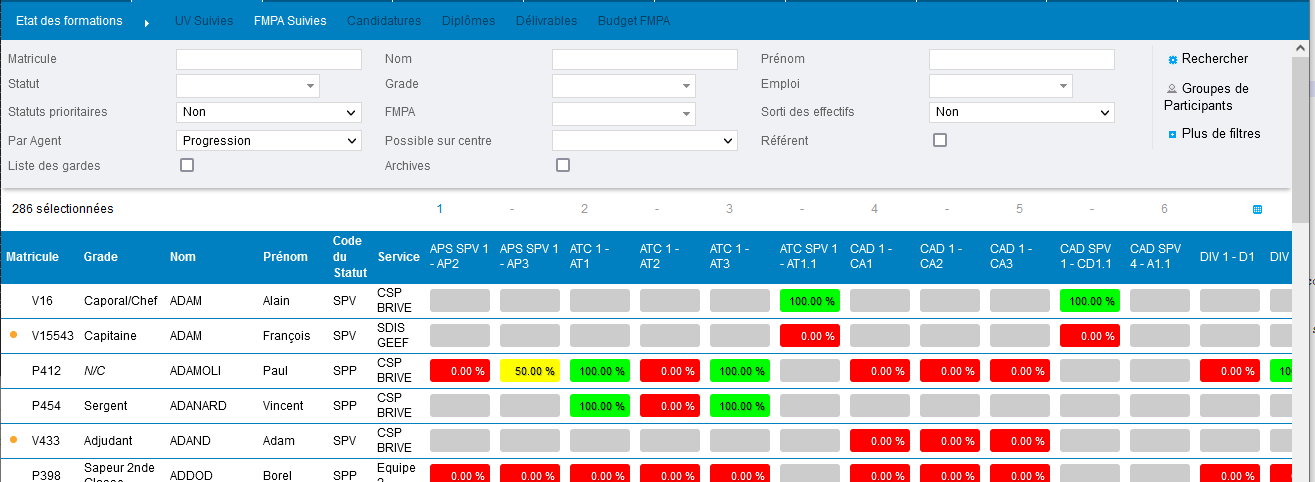 Etat des formations UV Suivies FMPA Suivies Candidatures Diplômes Délivrables Budget FMPA
Matricule Nom Prénom Rechercher
Statut Grade Emploi Groupes de
Participants
Statuts prioritaires Non FMPA Sorti des effectifs Non
Plus de filtres
Par Agent Progression Possible sur centre Référent
Liste des gardes Archives
286 sélectionnées 1 - 2 - 3 - 4 - 5 - 6
Matricule Grade Nom Prénom Code du Statut Service APS SPV 1 - AP2 APS SPV 1 - AP3 ATC 1 - AT1 ATC 1 - AT2 ATC 1 - AT3 ATC SPV 1 - AT1.1 CAD 1 - CA1 CAD 1 - CA2 CAD 1 - CA3 CAD SPV 1 - CD1.1 CAD SPV 4 - A1.1 DIV 1 - D1 DIV
V16 Caporal/Chef ADAM Alain SPV CSP BRIVE 100.00 % 100.00 %
V15543 Capitaine ADAM François SPV SDIS GEEF 0.00 % 0.00 %
P412 N/C ADAMOLI Paul SPP CSP BRIVE 0.00 % 50.00 % 100.00 % 0.00 % 100.00 % 0.00 % 0.00 % 0.00 % 0.00 % 10
P454 Sergent ADANARD Vincent SPP CSP BRIVE 100.00 % 0.00 % 100.00 %
V433 Adjudant ADAND Adam SPV CSP BRIVE 0.00 % 0.00 % 0.00 %
P398 Sapeur 2nde Classe ADDOD Borel SPP Equipe 0.00 % 0.00 % 0.00 % 0.00 % 0.00 % 0.00 % 0.00 % 0.00 % 0.00 %